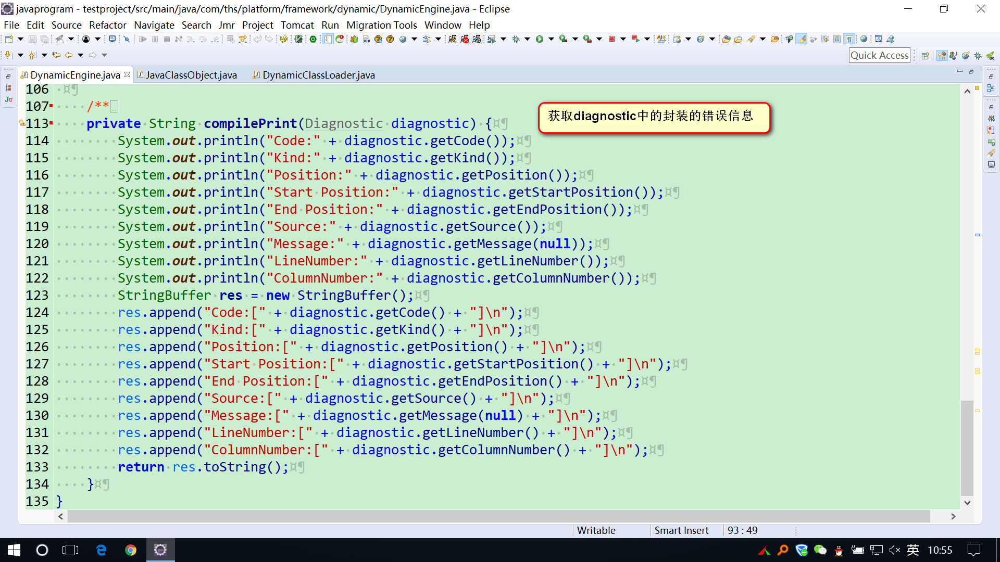 javaprogram - testproject/src/main/java/com/ths/platform/framework/dynamic/DynamicEngine.java - Eclipse
File Edit Source Refactor Navigate Search Jmr Project Tomcat Run Migration Tools Window Help
Quick Access
DynamicEngine.java JavaClassObject.java DynamicClassLoader.java
106
107 /**
获取diagnostic中的封装的错误信息
113 private String compilePrint(Diagnostic diagnostic) {
114 System.out.println("Code:" + diagnostic.getCode());
115 System.out.println("Kind:" + diagnostic.getKind());
116 System.out.println("Position:" + diagnostic.getPosition());
117 System.out.println("Start Position:" + diagnostic.getStartPosition());
118 System.out.println("End Position:" + diagnostic.getEndPosition());
119 System.out.println("Source:" + diagnostic.getSource());
120 System.out.println("Message:" + diagnostic.getMessage(null));
121 System.out.println("LineNumber:" + diagnostic.getLineNumber());
122 System.out.println("ColumnNumber:" + diagnostic.getColumnNumber());
123 StringBuffer res = new StringBuffer();
124 res.append("Code:[" + diagnostic.getCode() + "]\n");
125 res.append("Kind:[" + diagnostic.getKind() + "]\n");
126 res.append("Position:[" + diagnostic.getPosition() + "]\n");
127 res.append("Start Position:[" + diagnostic.getStartPosition() + "]\n");
128 res.append("End Position:[" + diagnostic.getEndPosition() + "]\n");
129 res.append("Source:[" + diagnostic.getSource() + "]\n");
130 res.append("Message:[" + diagnostic.getMessage(null) + "]\n");
131 res.append("LineNumber:[" + diagnostic.getLineNumber() + "]\n");
132 res.append("ColumnNumber:[" + diagnostic.getColumnNumber() + "]\n");
133 return res.toString();
134 }
135 }
Writable Smart Insert 93 : 49
英 10:55